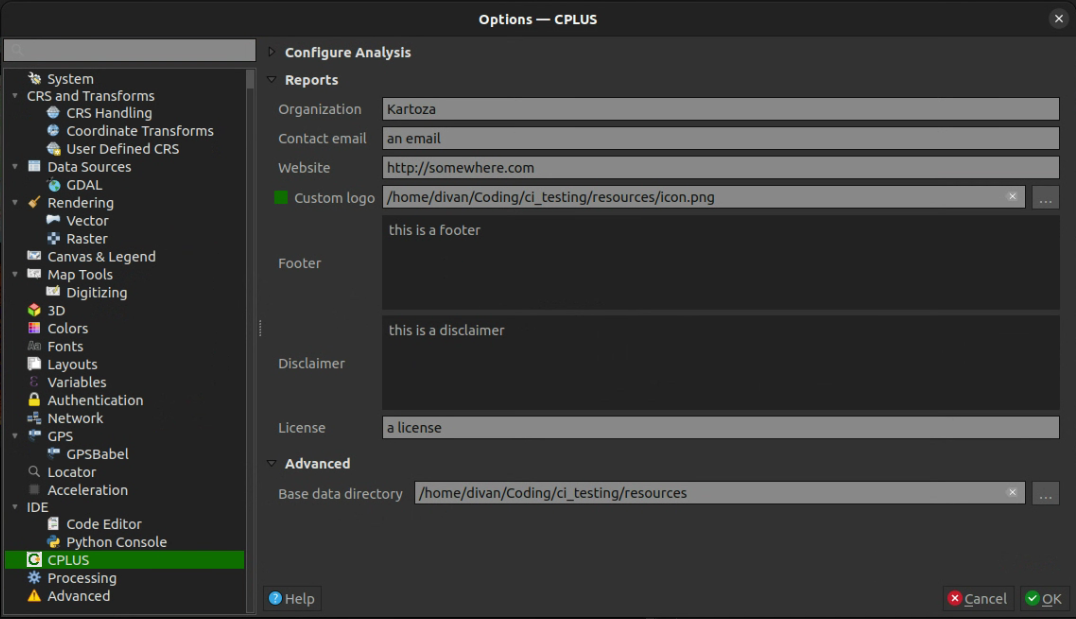 Options — CPLUS
System
CRS and Transforms
CRS Handling
Coordinate Transforms
User Defined CRS
Data Sources
GDAL
Rendering
Vector
Raster
Canvas & Legend
Map Tools
Digitizing
3D
Colors
Fonts
Layouts
Variables
Authentication
Network
GPS
GPSBabel
Locator
Acceleration
IDE
Code Editor
Python Console
CPLUS
Processing
Advanced
Configure Analysis
Reports
Organization Kartoza
Contact email an email
Website http://somewhere.com
Custom logo /home/divan/Coding/ci_testing/resources/icon.png ...
Footer this is a footer
Disclaimer this is a disclaimer
License a license
Advanced
Base data directory /home/divan/Coding/ci_testing/resources ...
Help
Cancel
OK